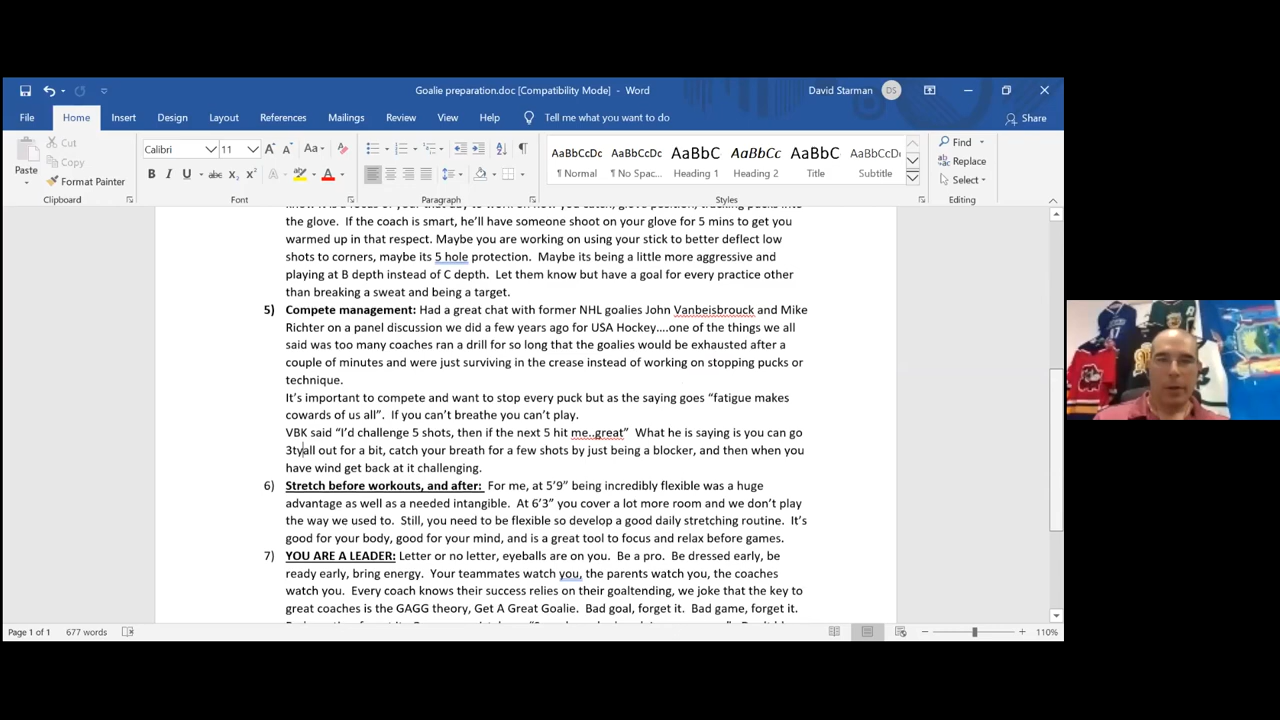 Goalie preparation.doc [Compatibility Mode] - Word
David Starman
DS
File Home Insert Design Layout References Mailings Review View Help Tell me what you want to do
Share
Paste
Cut
Copy
Format Painter
Clipboard
Calibri 11
Font
Paragraph
AaBbCcDc AaBbCcDc AaBbC AaBbCc AaBbC AaBbCcDc
¶ Normal ¶ No Spac... Heading 1 Heading 2 Title Subtitle
Styles
Find
Replace
Select
Editing
the glove. If the coach is smart, he’ll have someone shoot on your glove for 5 mins to get you
warmed up in that respect. Maybe you are working on using your stick to better deflect low
shots to corners, maybe its 5 hole protection. Maybe its being a little more aggressive and
playing at B depth instead of C depth. Let them know but have a goal for every practice other
than breaking a sweat and being a target.
5) Compete management: Had a great chat with former NHL goalies John Vanbeisbrouck and Mike
Richter on a panel discussion we did a few years ago for USA Hockey….one of the things we all
said was too many coaches ran a drill for so long that the goalies would be exhausted after a
couple of minutes and were just surviving in the crease instead of working on stopping pucks or
technique.
It’s important to compete and want to stop every puck but as the saying goes “fatigue makes
cowards of us all”. If you can’t breathe you can’t play.
VBK said “I’d challenge 5 shots, then if the next 5 hit me..great” What he is saying is you can go
3tyall out for a bit, catch your breath for a few shots by just being a blocker, and then when you
have wind get back at it challenging.
6) Stretch before workouts, and after: For me, at 5’9” being incredibly flexible was a huge
advantage as well as a needed intangible. At 6’3” you cover a lot more room and we don’t play
the way we used to. Still, you need to be flexible so develop a good daily stretching routine. It’s
good for your body, good for your mind, and is a great tool to focus and relax before games.
7) YOU ARE A LEADER: Letter or no letter, eyeballs are on you. Be a pro. Be dressed early, be
ready early, bring energy. Your teammates watch you, the parents watch you, the coaches
watch you. Every coach knows their success relies on their goaltending, we joke that the key to
great coaches is the GAGG theory, Get A Great Goalie. Bad goal, forget it. Bad game, forget it.
Page 1 of 1 677 words
110%